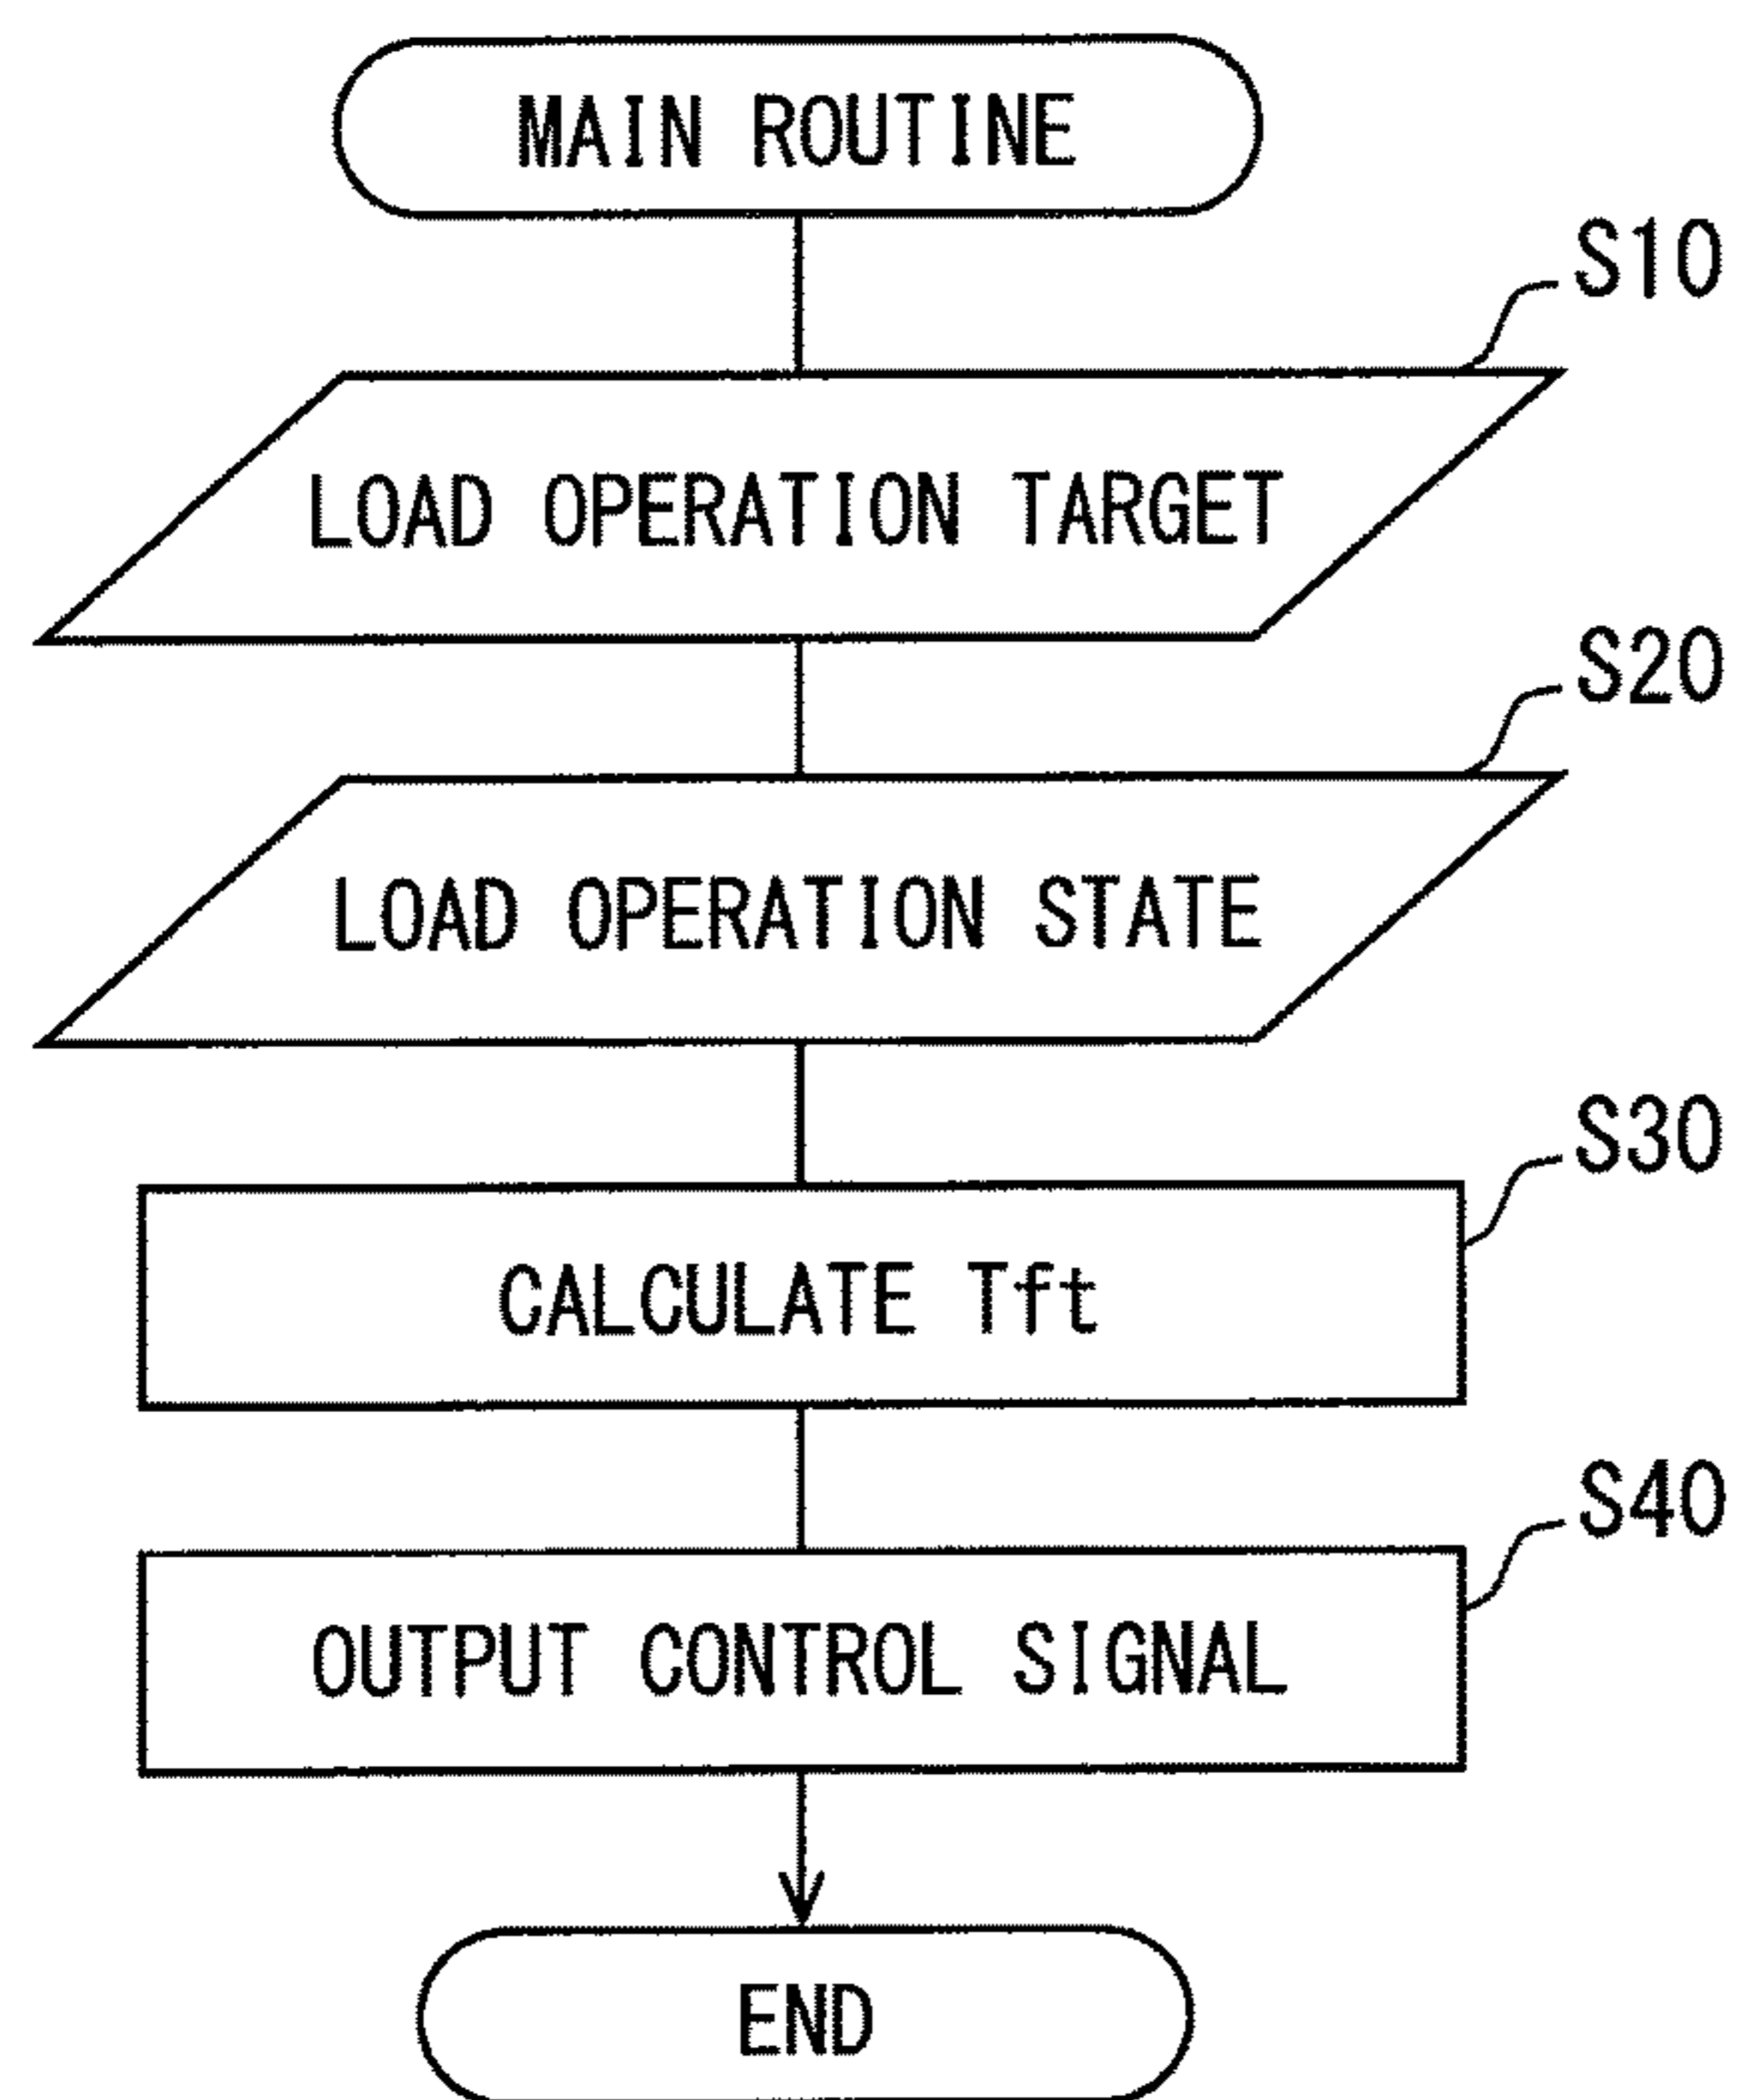 MAIN ROUTINE
S10
LOAD OPERATION TARGET
S20
LOAD OPERATION STATE
S30
CALCULATE Tft
S40
OUTPUT CONTROL SIGNAL
END